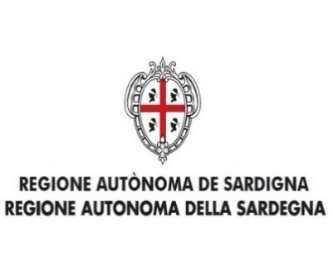 REGIONE AUTÒNOMA DE SARDIGNA
REGIONE AUTONOMA DELLA SARDEGNA